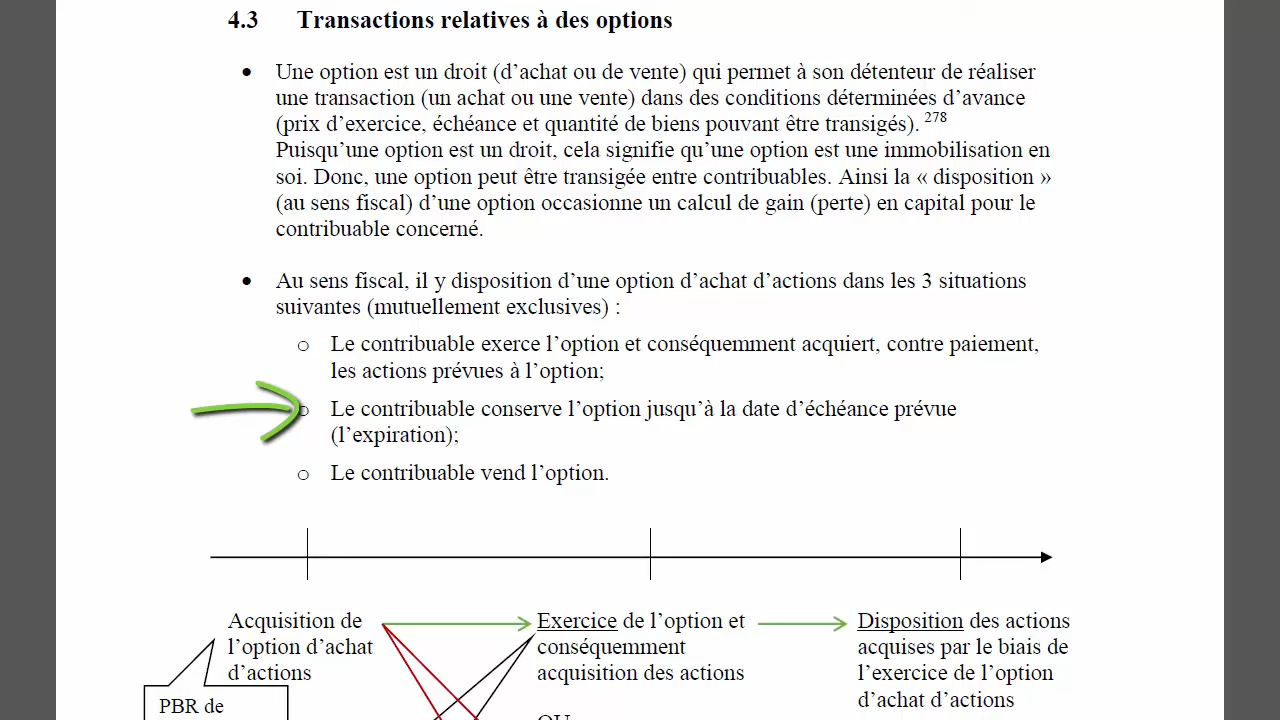 4.3 Transactions relatives à des options
• Une option est un droit (d’achat ou de vente) qui permet à son détenteur de réaliser
une transaction (un achat ou une vente) dans des conditions déterminées d’avance
(prix d’exercice, échéance et quantité de biens pouvant être transigés). 278
Puisqu’une option est un droit, cela signifie qu’une option est une immobilisation en
soi. Donc, une option peut être transigée entre contribuables. Ainsi la « disposition »
(au sens fiscal) d’une option occasionne un calcul de gain (perte) en capital pour le
contribuable concerné.
• Au sens fiscal, il y disposition d’une option d’achat d’actions dans les 3 situations
suivantes (mutuellement exclusives) :
o Le contribuable exerce l’option et conséquemment acquiert, contre paiement,
les actions prévues à l’option;
o Le contribuable conserve l’option jusqu’à la date d’échéance prévue
(l’expiration);
o Le contribuable vend l’option.
Acquisition de
l’option d’achat
d’actions
PBR de
Exercice de l’option et
conséquemment
acquisition des actions
OU
Disposition des actions
acquises par le biais de
l’exercice de l’option
d’achat d’actions